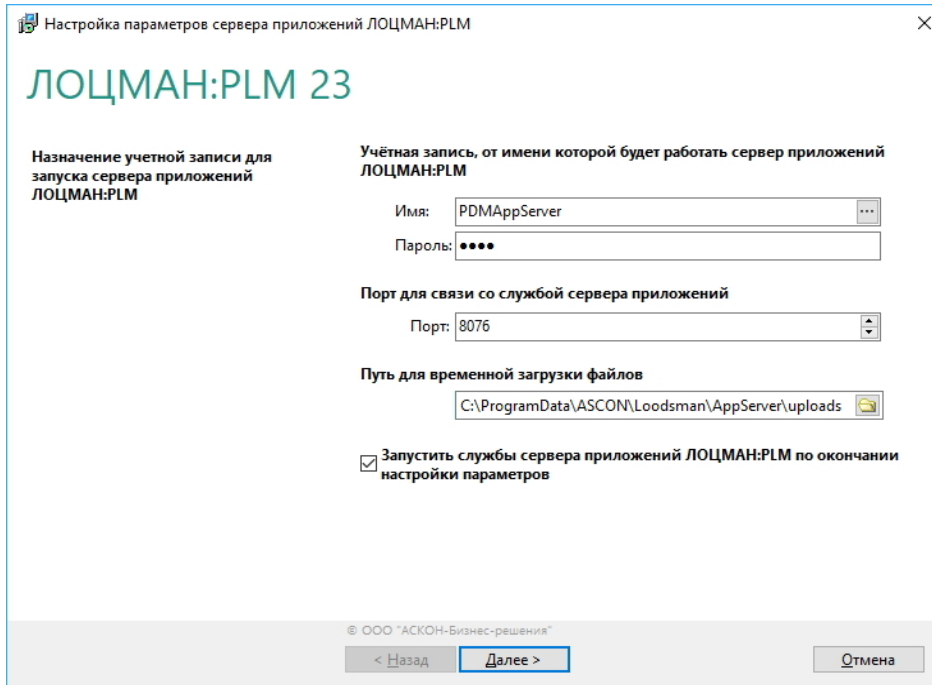 Настройка параметров сервера приложений ЛОЦМАН:PLM
ЛОЦМАН:PLM 23
Назначение учетной записи для
запуска сервера приложений
ЛОЦМАН:PLM
Учётная запись, от имени которой будет работать сервер приложений
ЛОЦМАН:PLM
Имя: PDMAppServer ...
Пароль: ●●●●
Порт для связи со службой сервера приложений
Порт: 8076
Путь для временной загрузки файлов
C:\ProgramData\ASCON\Loodsman\AppServer\uploads
Запустить службы сервера приложений ЛОЦМАН:PLM по окончании
настройки параметров
© ООО "АСКОН-Бизнес-решения"
< Назад Далее > Отмена